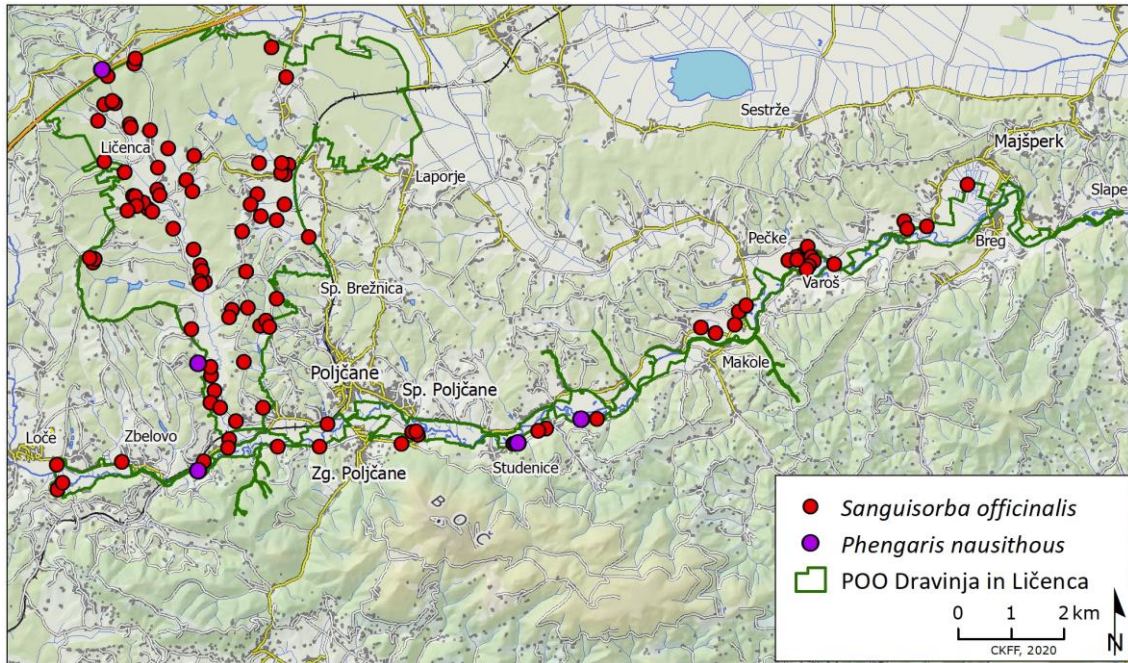 Sestrže
Majšperk
Ličenca
Laporje
Slape
Pečke
Breg
Varoš
Sp. Brežnica
Makole
Poljčane
Sp. Poljčane
Loče
Zbelovo
Studenice
Zg. Poljčane
BOČ
Sanguisorba officinalis
Phengaris nausithous
POO Dravinja in Ličenca
0 1 2 km
CKFF, 2020
N